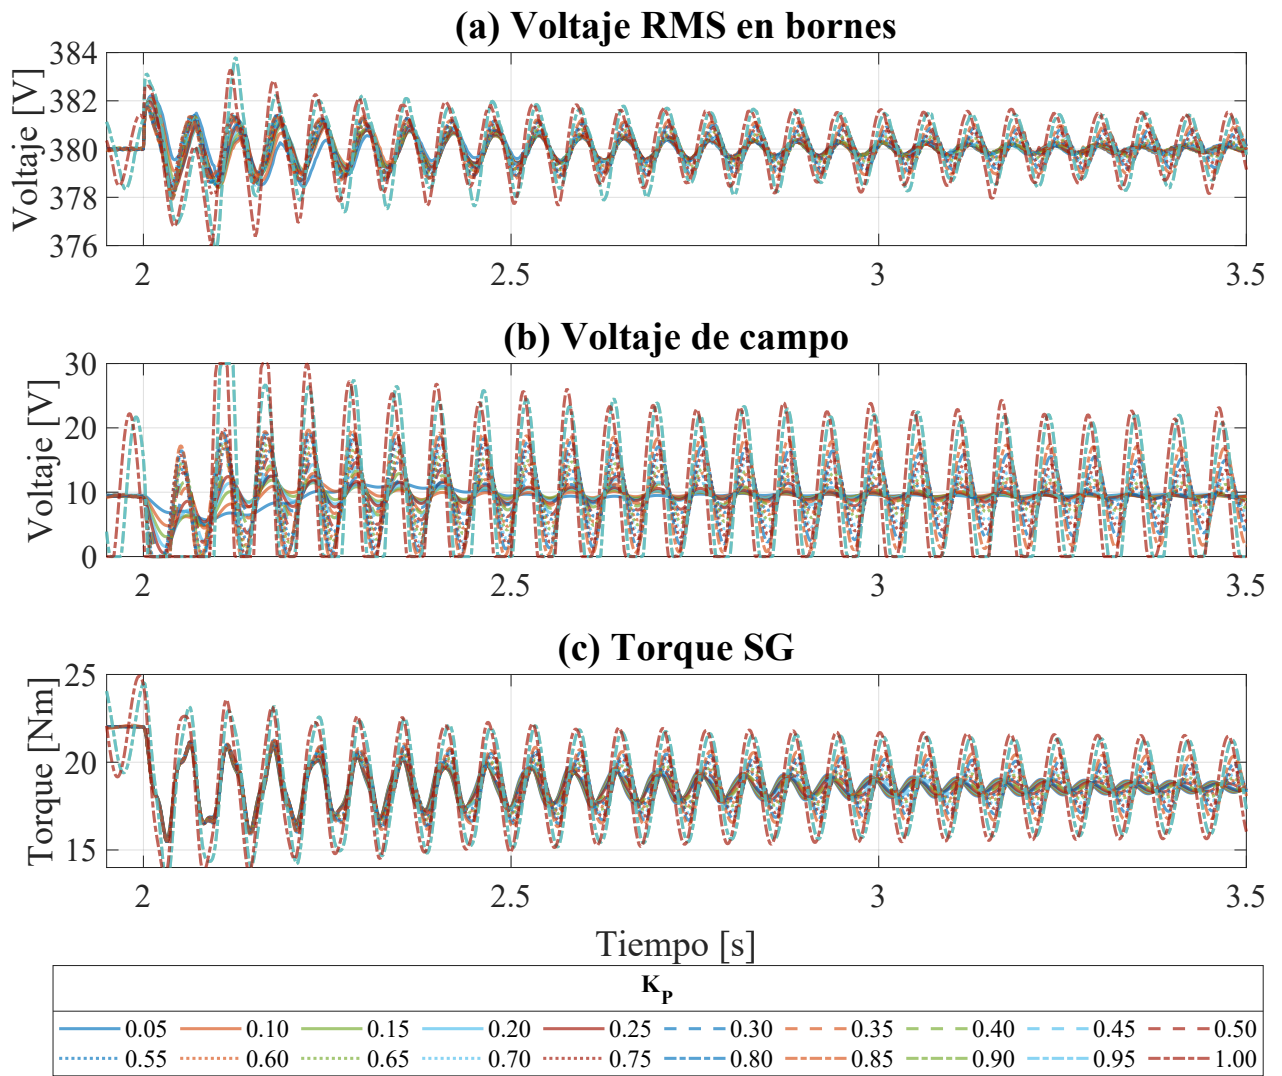 (a) Voltaje RMS en bornes
Voltaje [V]
384
382
380
378
376
2 2.5 3 3.5
(b) Voltaje de campo
Voltaje [V]
30
20
10
0
2 2.5 3 3.5
(c) Torque SG
Torque [Nm]
25
20
15
2 2.5 3 3.5
Tiempo [s]
K_P
0.05 0.10 0.15 0.20 0.25 0.30 0.35 0.40 0.45 0.50
0.55 0.60 0.65 0.70 0.75 0.80 0.85 0.90 0.95 1.00